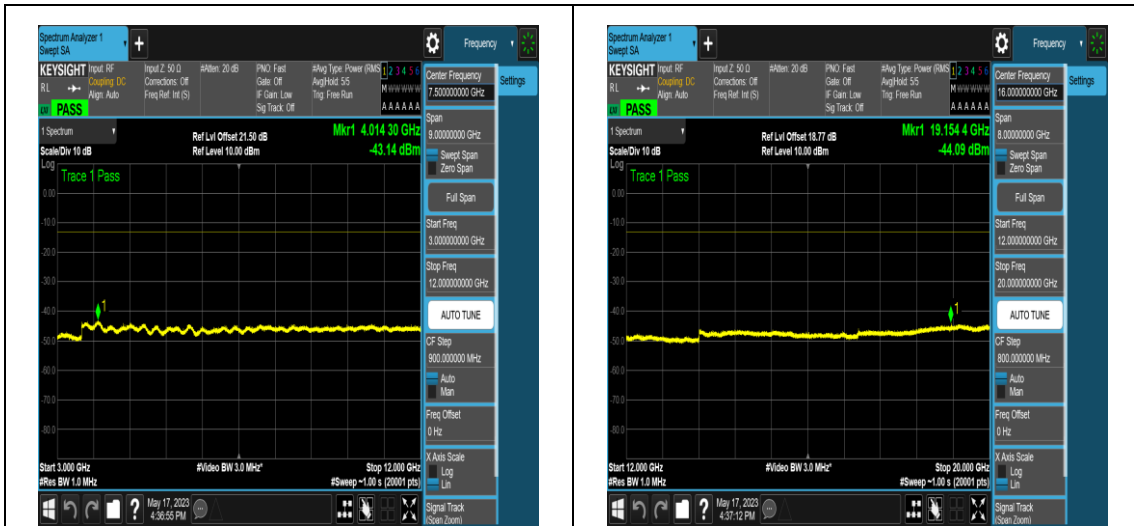 Spectrum Analyzer 1
Swept SA
+
Frequency
KEYSIGHT
RL
Input: RF
Coupling: DC
Align: Auto
Input Z: 50 Ω
Corrections: Off
Freq Ref: Int (S)
#Atten: 20 dB
PNO: Fast
Gate: Off
IF Gain: Low
Sig Track: Off
#Avg Type: Power (RMS
Avg|Hold: 5/5
Trig: Free Run
1 2 3 4 5 6
M W W W W W
A A A A A A
PASS
1 Spectrum
Scale/Div 10 dB
Ref Lvl Offset 21.50 dB
Ref Level 10.00 dBm
Mkr1 4.014 30 GHz
-43.14 dBm
Log
Trace 1 Pass
0.00
-10.0
-20.0
-30.0
-40.0
-50.0
-60.0
-70.0
-80.0
1
Start 3.000 GHz
#Res BW 1.0 MHz
#Video BW 3.0 MHz*
Stop 12.000 GHz
#Sweep ~1.00 s (20001 pts)
Center Frequency
7.500000000 GHz
Settings
Span
9.00000000 GHz
Swept Span
Zero Span
Full Span
Start Freq
3.000000000 GHz
Stop Freq
12.000000000 GHz
AUTO TUNE
CF Step
900.000000 MHz
Auto
Man
Freq Offset
0 Hz
X Axis Scale
Log
Lin
Signal Track
(Span Zoom)
?
May 17, 2023
4:36:55 PM
Spectrum Analyzer 1
Swept SA
+
Frequency
KEYSIGHT
RL
Input: RF
Coupling: DC
Align: Auto
Input Z: 50 Ω
Corrections: Off
Freq Ref: Int (S)
#Atten: 20 dB
PNO: Fast
Gate: Off
IF Gain: Low
Sig Track: Off
#Avg Type: Power (RMS
Avg|Hold: 5/5
Trig: Free Run
1 2 3 4 5 6
M W W W W W
A A A A A A
PASS
1 Spectrum
Scale/Div 10 dB
Ref Lvl Offset 18.77 dB
Ref Level 10.00 dBm
Mkr1 19.154 4 GHz
-44.09 dBm
Log
Trace 1 Pass
0.00
-10.0
-20.0
-30.0
-40.0
-50.0
-60.0
-70.0
-80.0
1
Start 12.000 GHz
#Res BW 1.0 MHz
#Video BW 3.0 MHz*
Stop 20.000 GHz
#Sweep ~1.00 s (20001 pts)
Center Frequency
16.000000000 GHz
Settings
Span
8.00000000 GHz
Swept Span
Zero Span
Full Span
Start Freq
12.000000000 GHz
Stop Freq
20.000000000 GHz
AUTO TUNE
CF Step
800.000000 MHz
Auto
Man
Freq Offset
0 Hz
X Axis Scale
Log
Lin
Signal Track
(Span Zoom)
?
May 17, 2023
4:37:12 PM